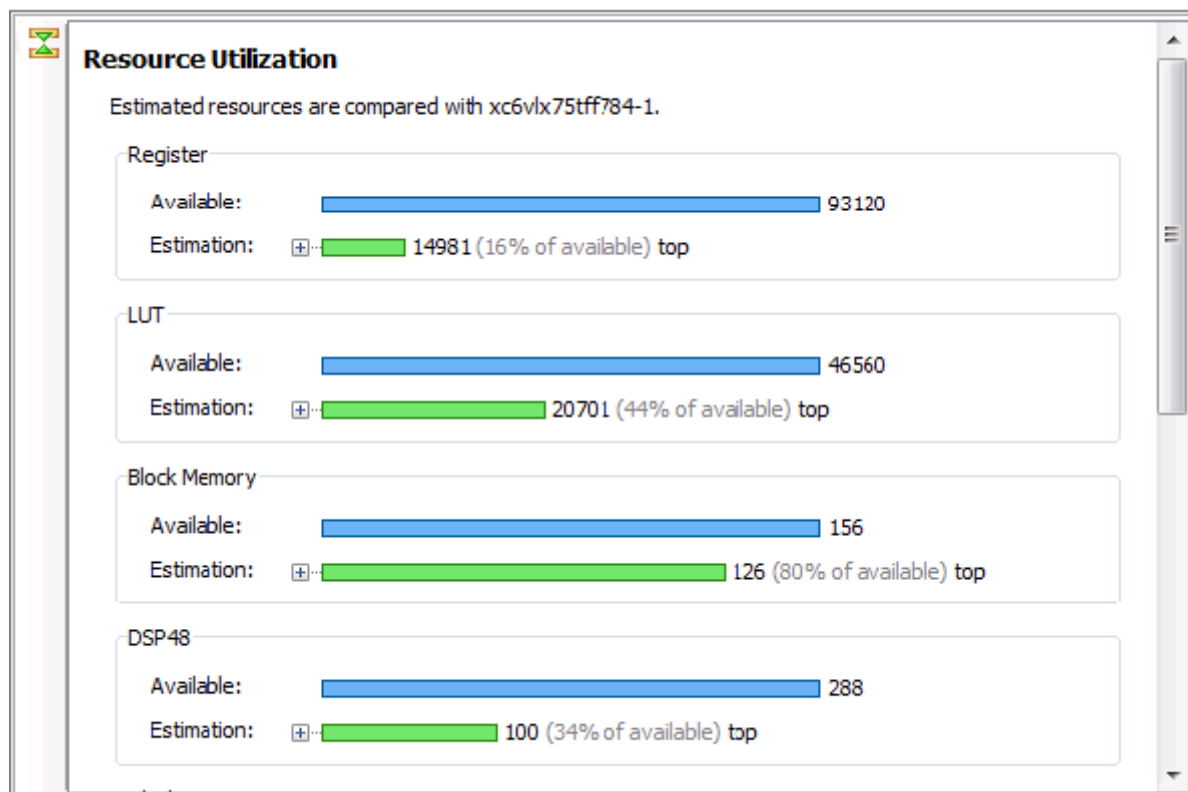 Resource Utilization
Estimated resources are compared with xc6vlx75tff784-1.
Register
Available: 93120
Estimation: 14981 (16% of available) top
LUT
Available: 46560
Estimation: 20701 (44% of available) top
Block Memory
Available: 156
Estimation: 126 (80% of available) top
DSP48
Available: 288
Estimation: 100 (34% of available) top